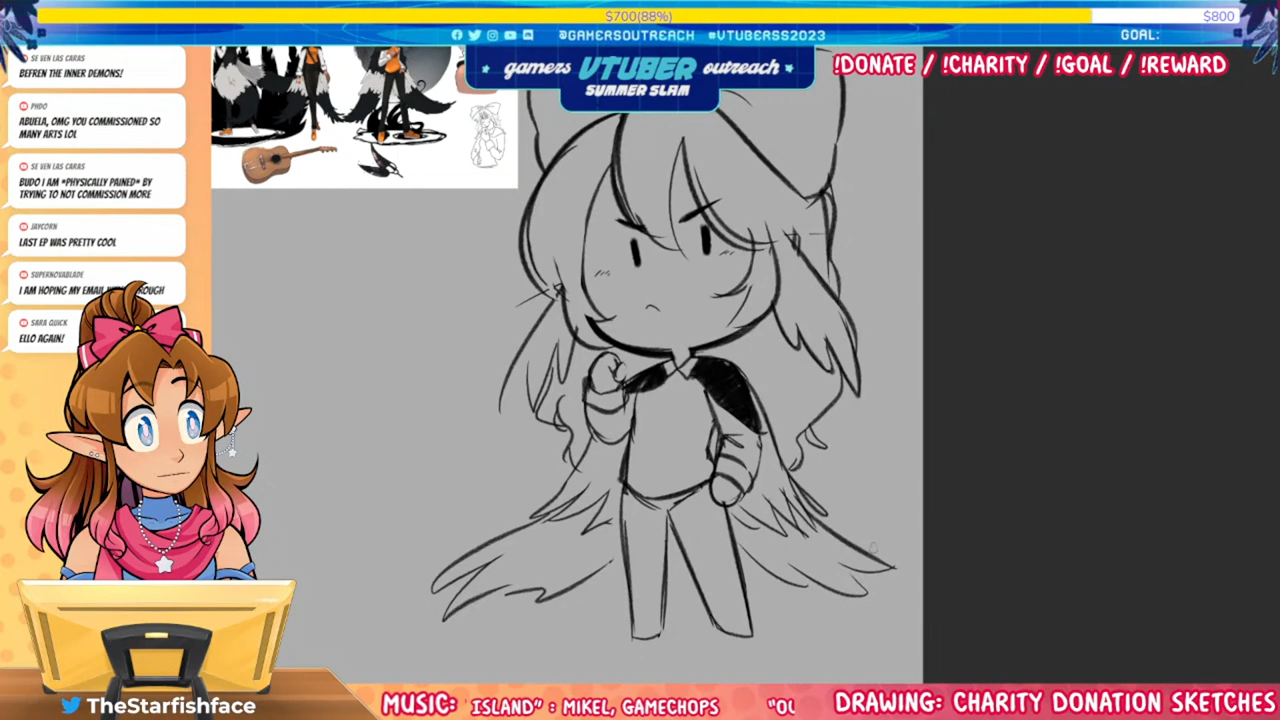 $700(88%)
$800
@GAMERSOUTREACH
@VTUBERSS2023
GOAL:
gamers VTUBER outreach
SUMMER SLAM
!DONATE / !CHARITY / !GOAL / !REWARD
SE VEN LAS CARAS
BEFREN THE INNER DEMONS!
PHDO
ABUELA, OMG YOU COMMISSIONED SO
MANY ARTS LOL
SE VEN LAS CARAS
BUDO I AM *PHYSICALLY PAINED* BY
TRYING TO NOT COMMISSION MORE
JAYCORN
LAST EP WAS PRETTY COOL
SUPERNOVABLADE
I AM HOPING MY EMAIL
SARA QUICK
ELLO AGAIN!
TheStarfishface
MUSIC: ISLAND" : MIKEL, GAMECHOPS "OU
DRAWING: CHARITY DONATION SKETCHES